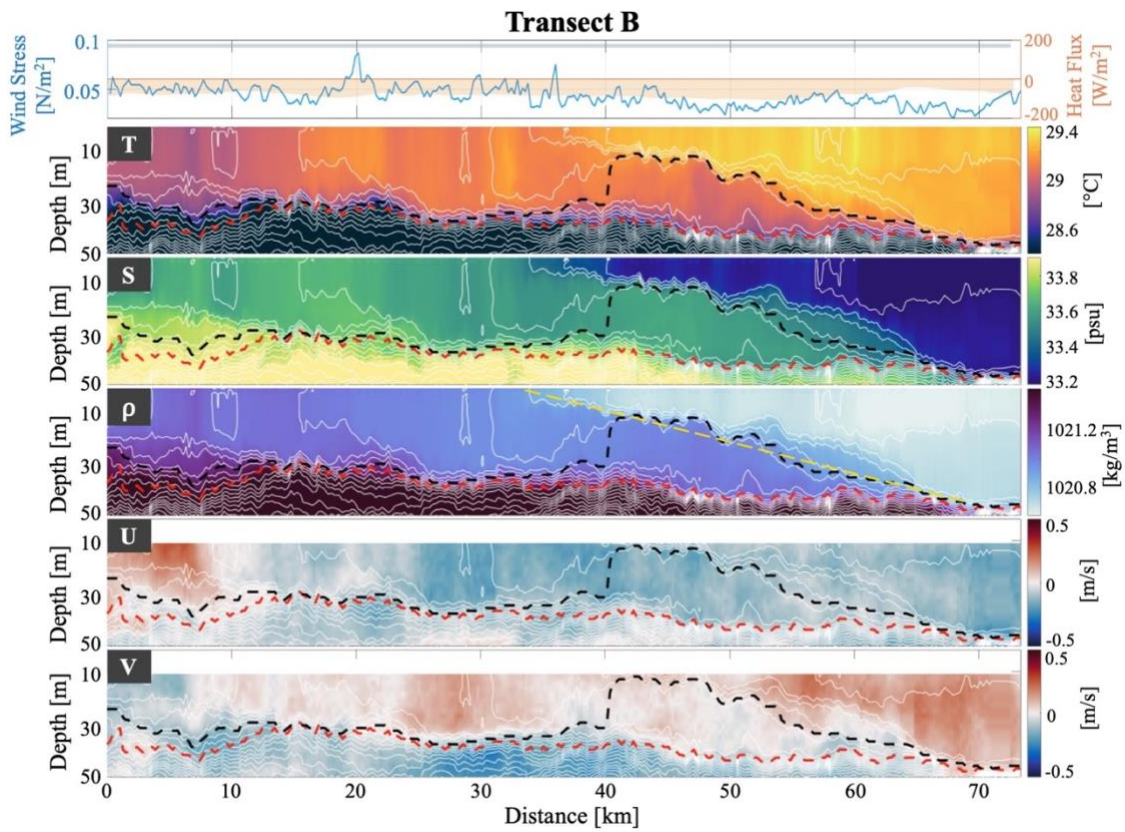 Transect B
Wind Stress
[N/m²]
0.1
0.05
200
0
-200
Heat Flux
[W/m²]
T
Depth [m]
10
30
50
29.4
29
28.6
[°C]
S
Depth [m]
10
30
50
33.8
33.6
33.4
33.2
[psu]
ρ
Depth [m]
10
30
50
1021.2
1020.8
[kg/m³]
U
Depth [m]
10
30
50
0.5
0
-0.5
[m/s]
V
Depth [m]
10
30
50
0.5
0
-0.5
[m/s]
0 10 20 30 40 50 60 70
Distance [km]